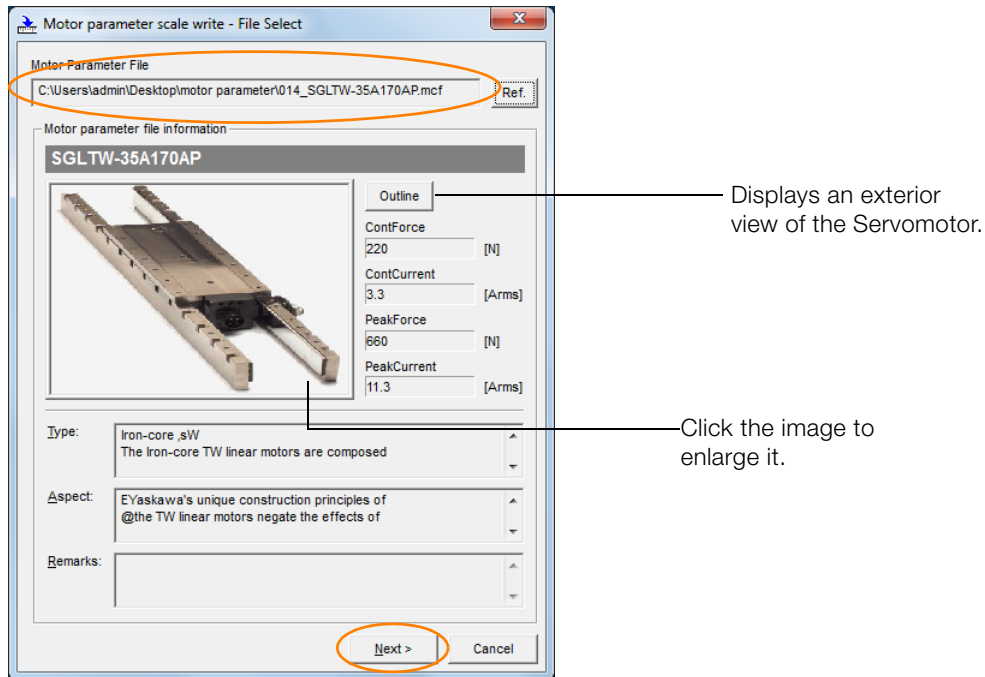 Motor parameter scale write - File Select
Motor Parameter File
C:\Users\admin\Desktop\motor parameter\014_SGLTW-35A170AP.mcf
Ref.
Motor parameter file information
SGLTW-35A170AP
Outline
Displays an exterior
view of the Servomotor.
ContForce
220 [N]
ContCurrent
3.3 [Arms]
PeakForce
660 [N]
PeakCurrent
11.3 [Arms]
Click the image to
enlarge it.
Type:
Iron-core ,sW
The Iron-core TW linear motors are composed
Aspect:
EYaskawa's unique construction principles of
@the TW linear motors negate the effects of
Remarks:
Next >
Cancel